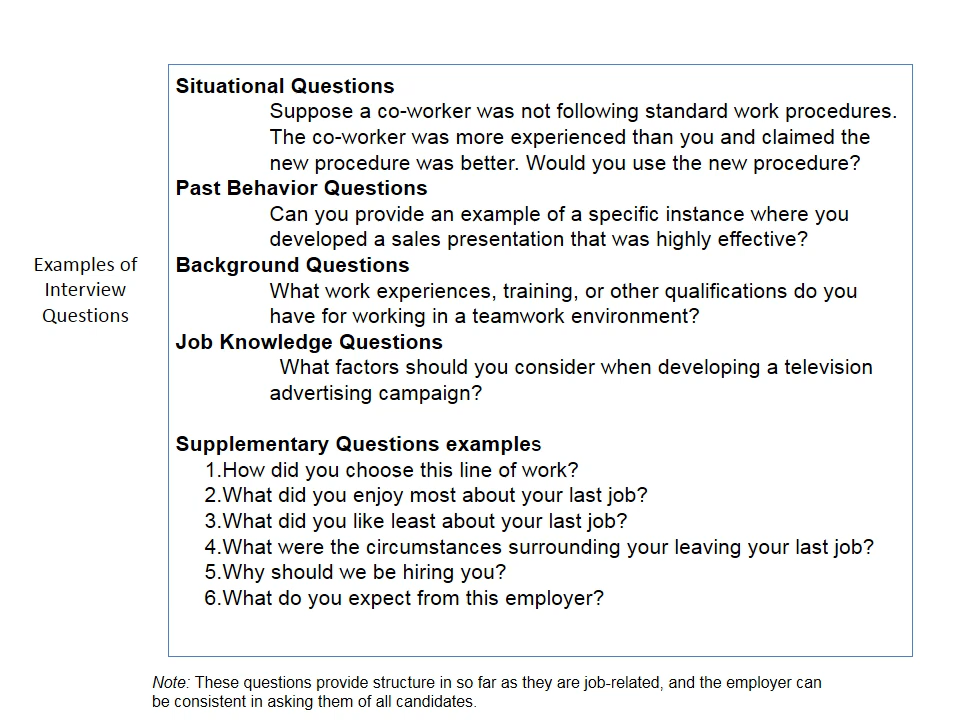 Situational Questions
Suppose a co-worker was not following standard work procedures.
The co-worker was more experienced than you and claimed the
new procedure was better. Would you use the new procedure?
Past Behavior Questions
Can you provide an example of a specific instance where you
developed a sales presentation that was highly effective?
Background Questions
What work experiences, training, or other qualifications do you
have for working in a teamwork environment?
Job Knowledge Questions
What factors should you consider when developing a television
advertising campaign?
Supplementary Questions examples
1.How did you choose this line of work?
2.What did you enjoy most about your last job?
3.What did you like least about your last job?
4.What were the circumstances surrounding your leaving your last job?
5.Why should we be hiring you?
6.What do you expect from this employer?
Examples of
Interview
Questions
Note: These questions provide structure in so far as they are job-related, and the employer can
be consistent in asking them of all candidates.